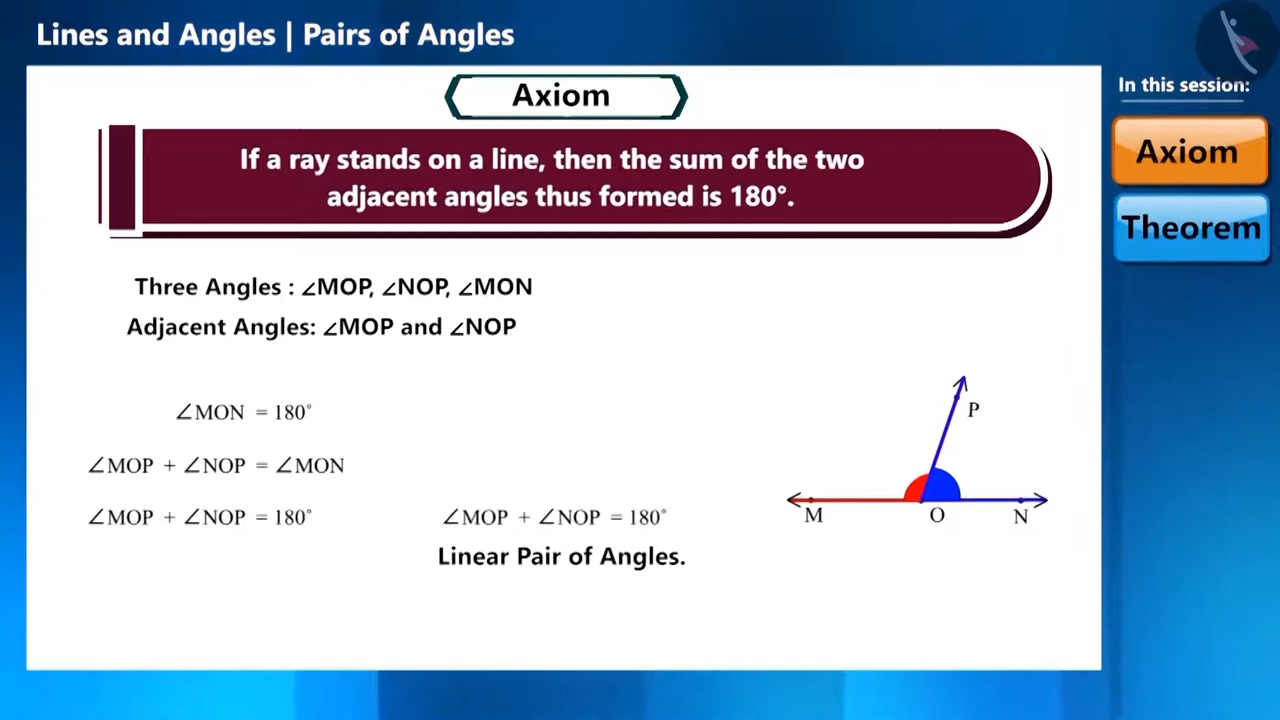 Lines and Angles | Pairs of Angles
In this session:
Axiom
Theorem
Axiom
If a ray stands on a line, then the sum of the two
adjacent angles thus formed is 180°.
Three Angles : ∠MOP, ∠NOP, ∠MON
Adjacent Angles: ∠MOP and ∠NOP
∠MON = 180°
∠MOP + ∠NOP = ∠MON
∠MOP + ∠NOP = 180°
∠MOP + ∠NOP = 180°
Linear Pair of Angles.
P
M O N